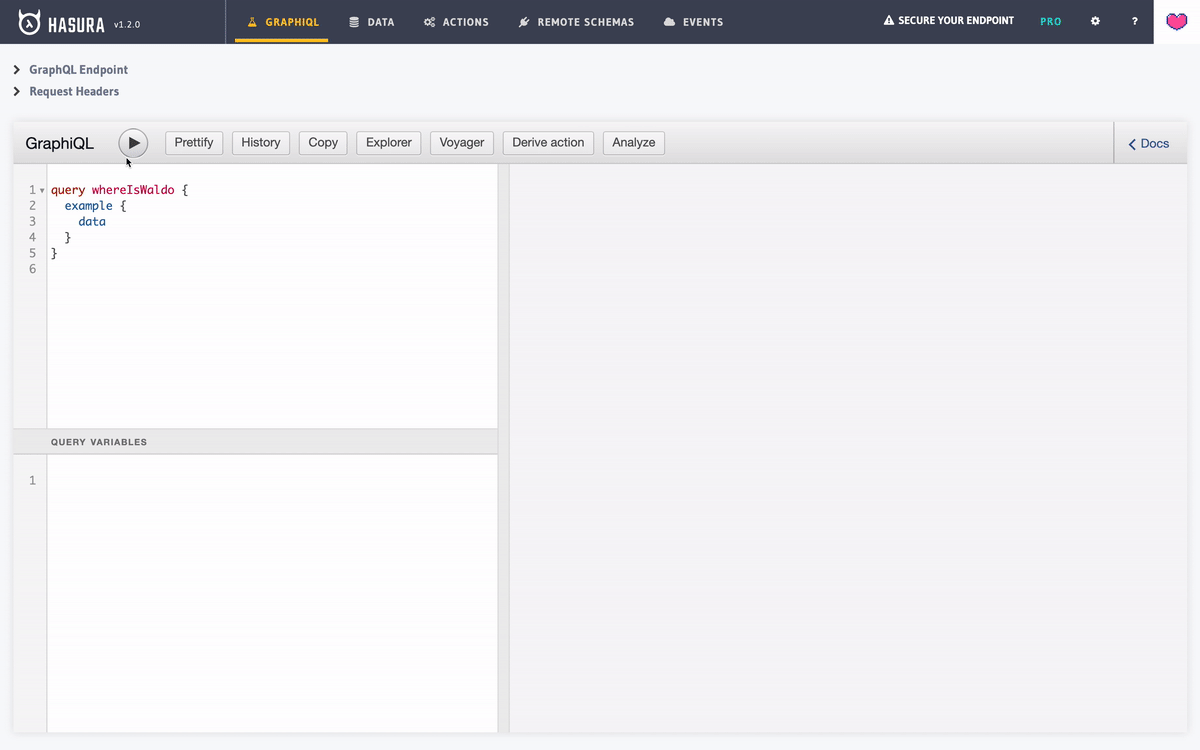 HASURA v1.2.0 GRAPHIQL DATA ACTIONS REMOTE SCHEMAS EVENTS SECURE YOUR ENDPOINT PRO ?
GraphQL Endpoint
Request Headers
GraphiQL Prettify History Copy Explorer Voyager Derive action Analyze Docs
1 query whereIsWaldo {
2 example {
3 data
4 }
5 }
6
QUERY VARIABLES
1